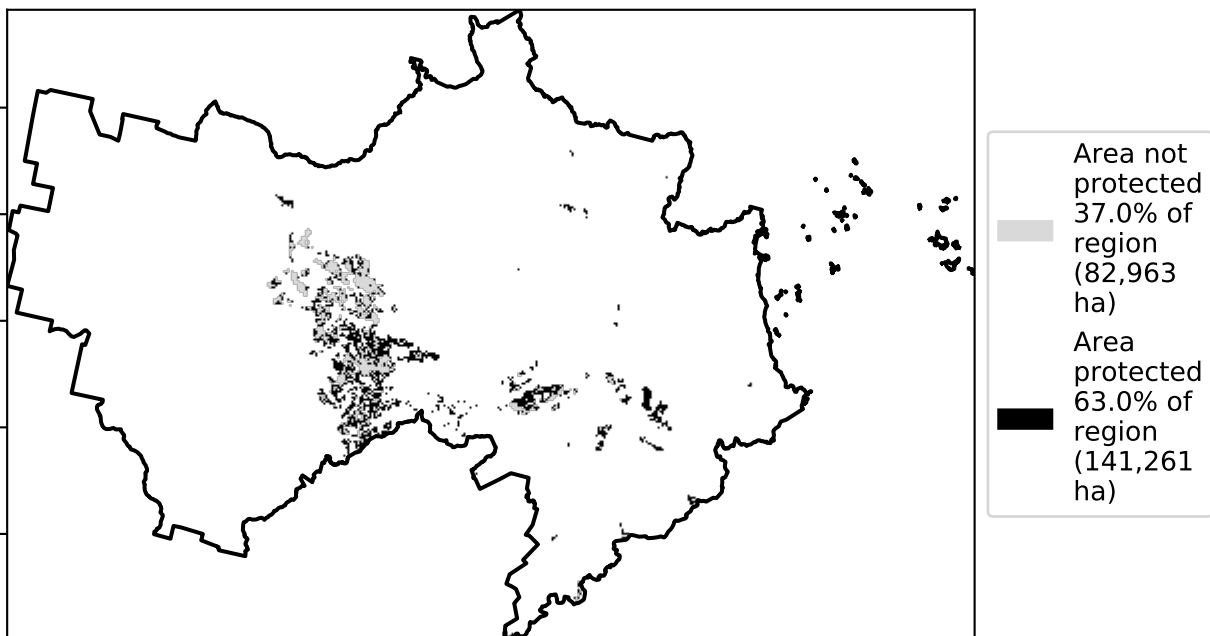 Area not
protected
37.0% of
region
(82,963
ha)
Area
protected
63.0% of
region
(141,261
ha)